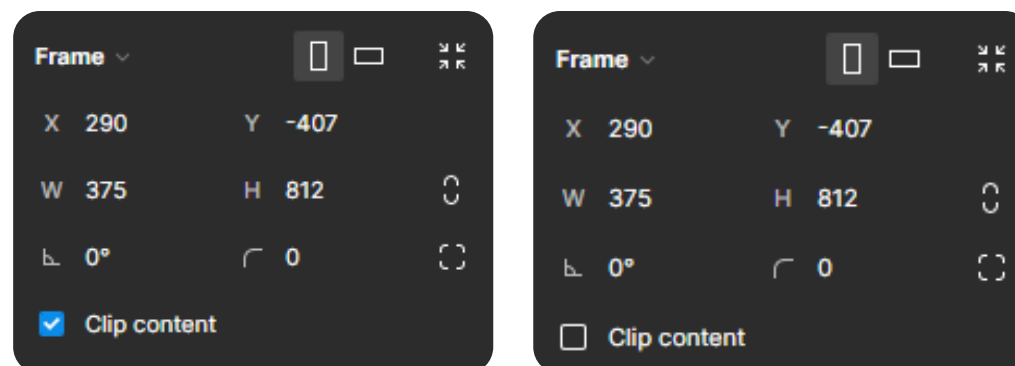 Frame
X 290 Y -407
W 375 H 812
0° 0
Clip content
Frame
X 290 Y -407
W 375 H 812
0° 0
Clip content